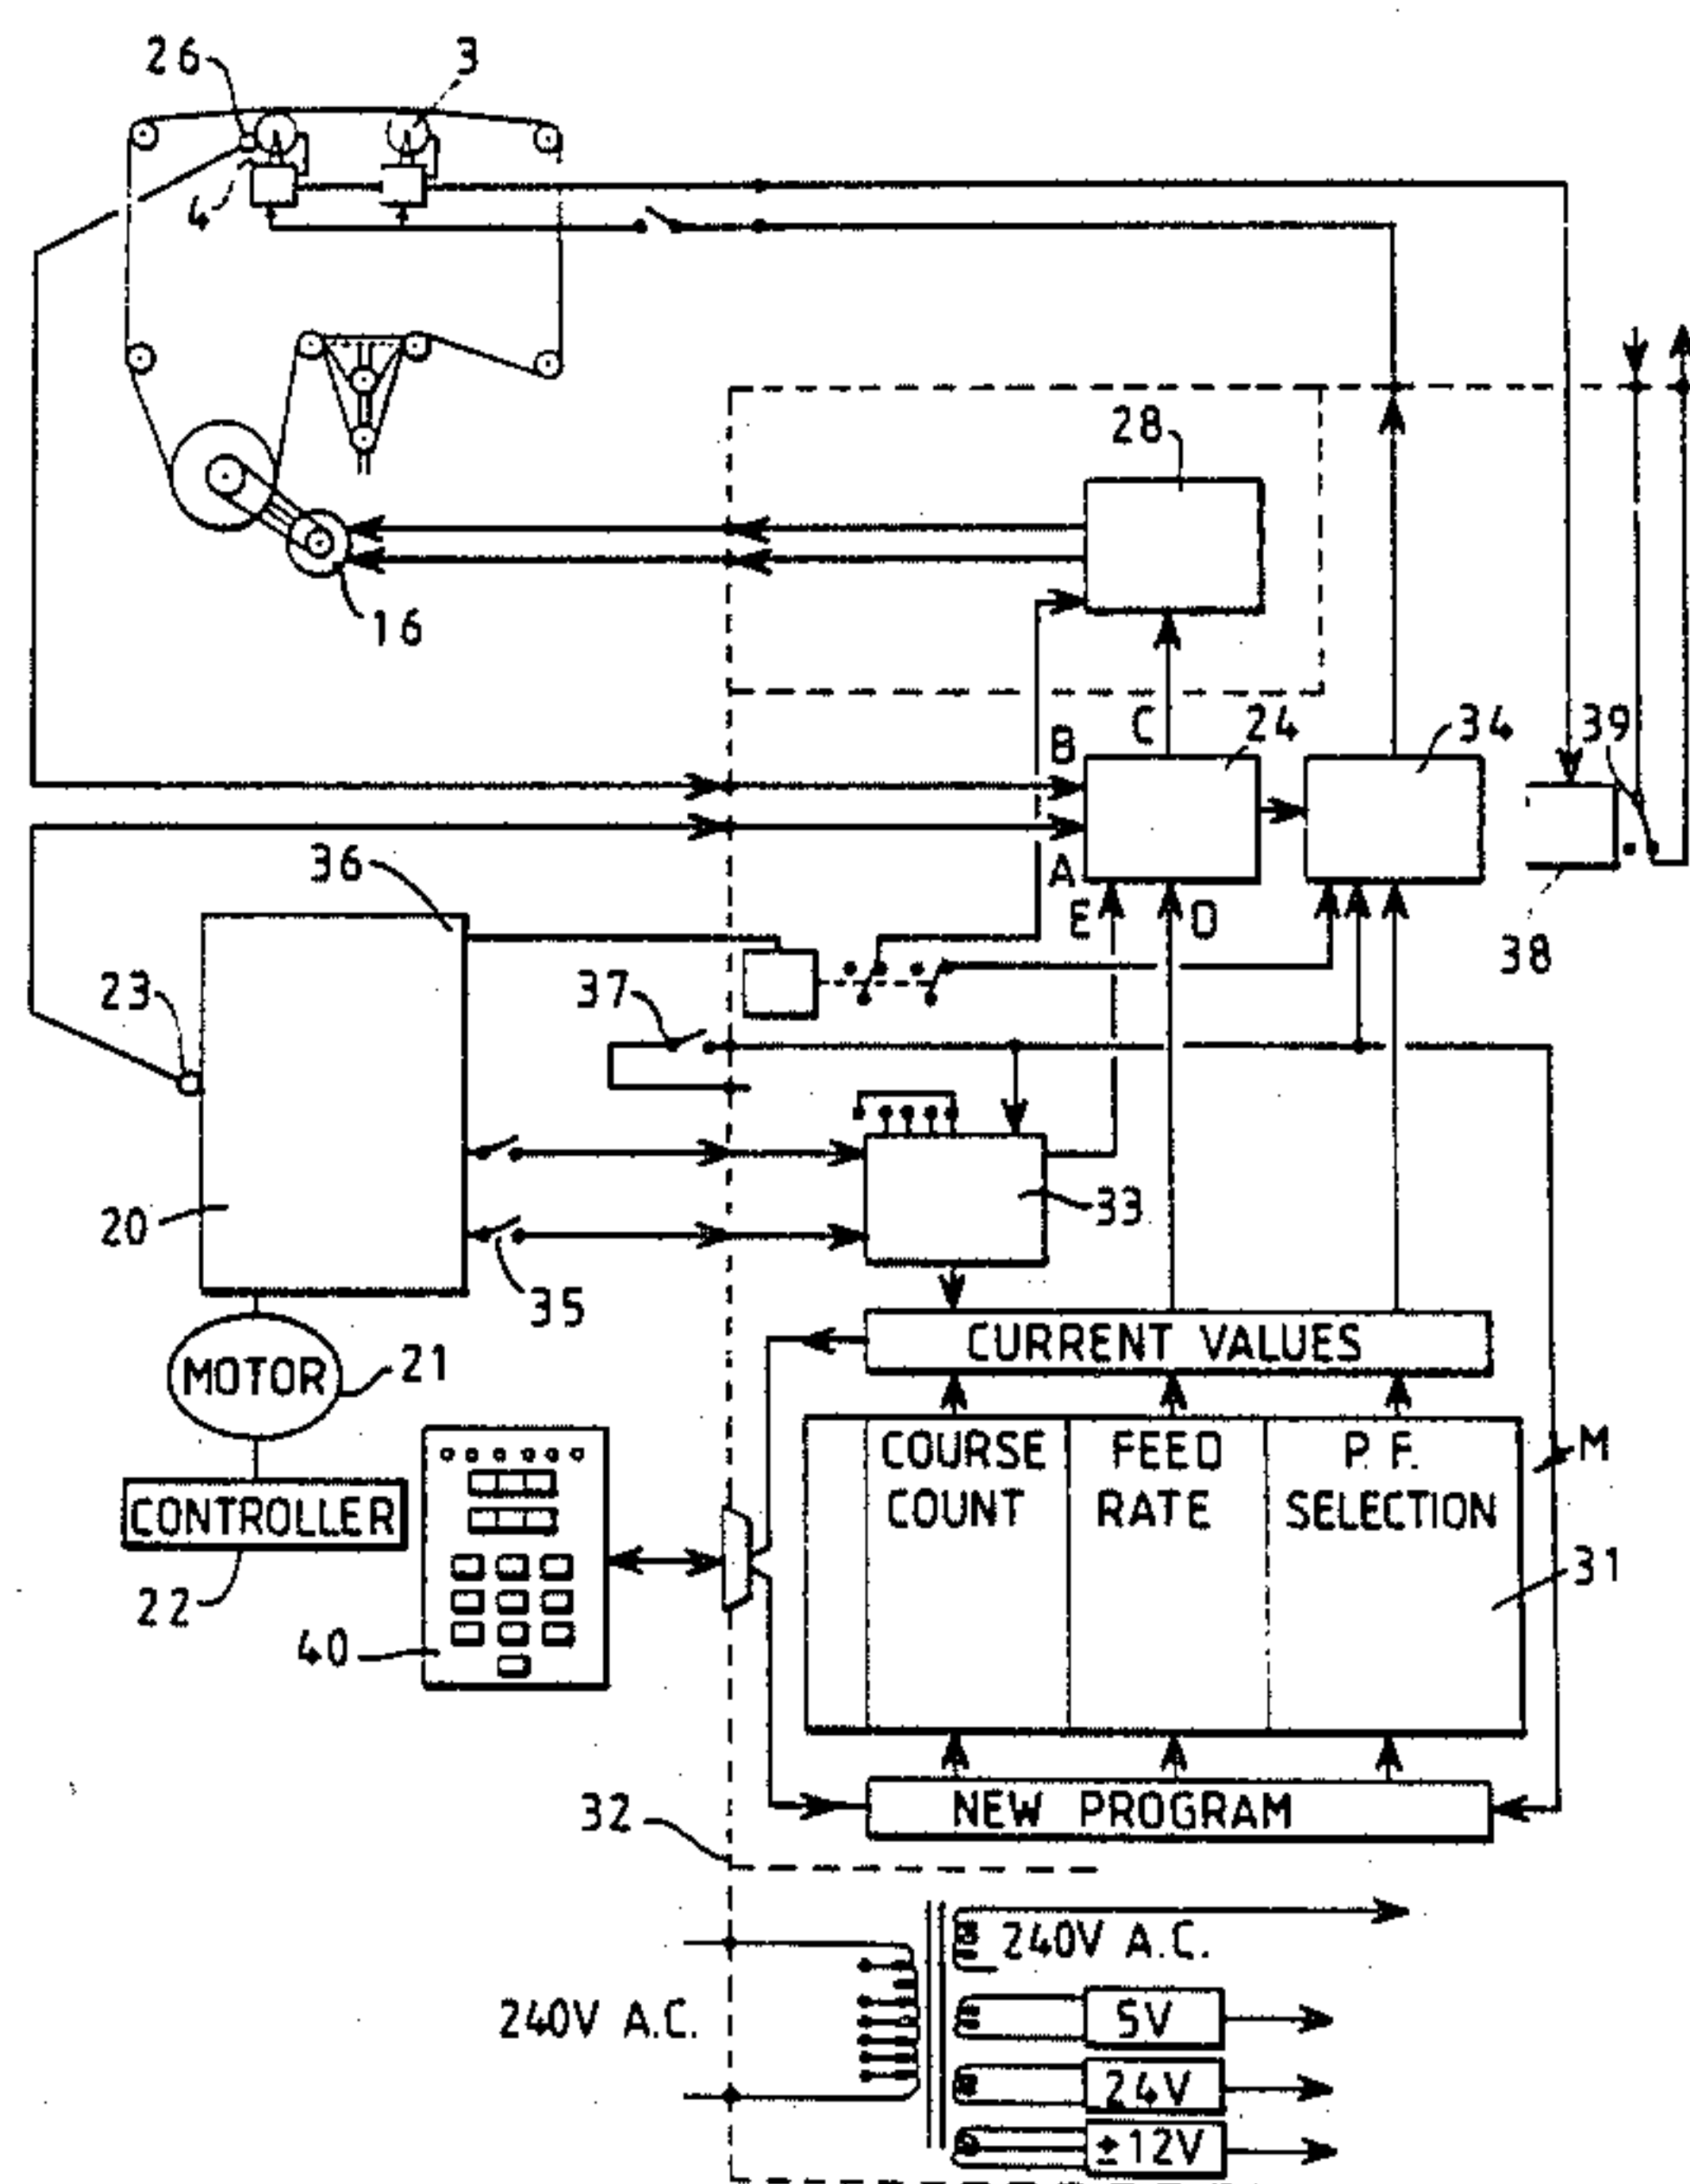 26
3
4
28
16
C
24
34
39
B
A
36
E
D
38
23
37
33
20
35
CURRENT VALUES
MOTOR
21
COURSE COUNT
FEED RATE
P. F. SELECTION
M
CONTROLLER
22
31
40
NEW PROGRAM
32
240V A.C.
240V A.C.
5V
24V
±12V